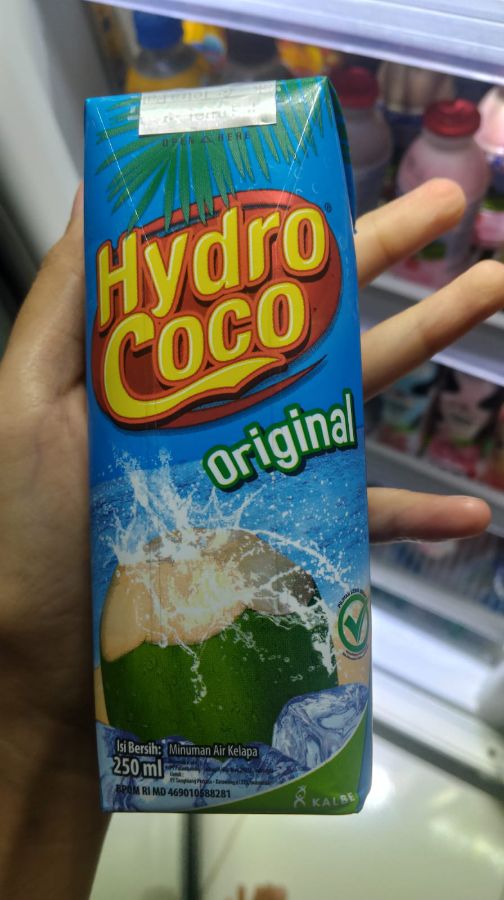 OPEN HERE
Hydro
Coco®
Original
Isi Bersih:
250 ml
Minuman Air Kelapa
BPOM RI MD 469010688281
KALBE